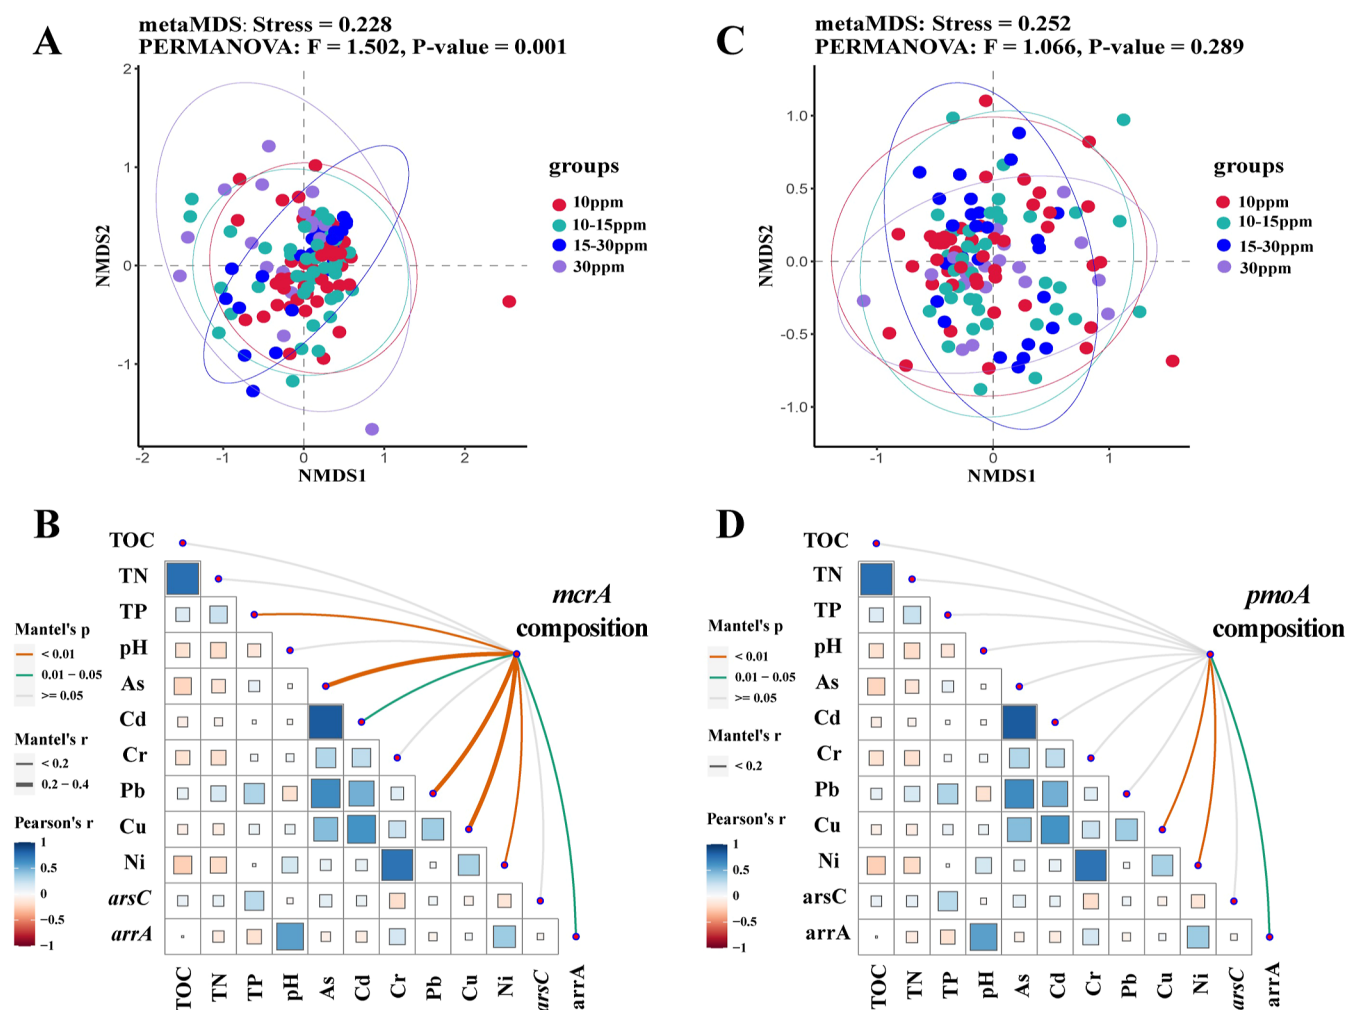 A
metaMDS: Stress = 0.228
PERMANOVA: F = 1.502, P-value = 0.001
NMDS2
2
1
0
-1
-2
-1
0
1
2
NMDS1
groups
10ppm
10-15ppm
15-30ppm
30ppm
C
metaMDS: Stress = 0.252
PERMANOVA: F = 1.066, P-value = 0.289
NMDS2
1.0
0.5
0.0
-0.5
-1.0
-1
0
1
NMDS1
groups
10ppm
10-15ppm
15-30ppm
30ppm
B
TOC
TN
TP
pH
As
Cd
Cr
Pb
Cu
Ni
arsC
arrA
mcrA
composition
Mantel's p
< 0.01
0.01 − 0.05
>= 0.05
Mantel's r
< 0.2
0.2 − 0.4
Pearson's r
1
0.5
0
−0.5
−1
TOC
TN
TP
pH
As
Cd
Cr
Pb
Cu
Ni
arsC
arrA
D
TOC
TN
TP
pH
As
Cd
Cr
Pb
Cu
Ni
arsC
arrA
pmoA
composition
Mantel's p
< 0.01
0.01 − 0.05
>= 0.05
Mantel's r
< 0.2
Pearson's r
1
0.5
0
−0.5
−1
TOC
TN
TP
pH
As
Cd
Cr
Pb
Cu
Ni
arsC
arrA